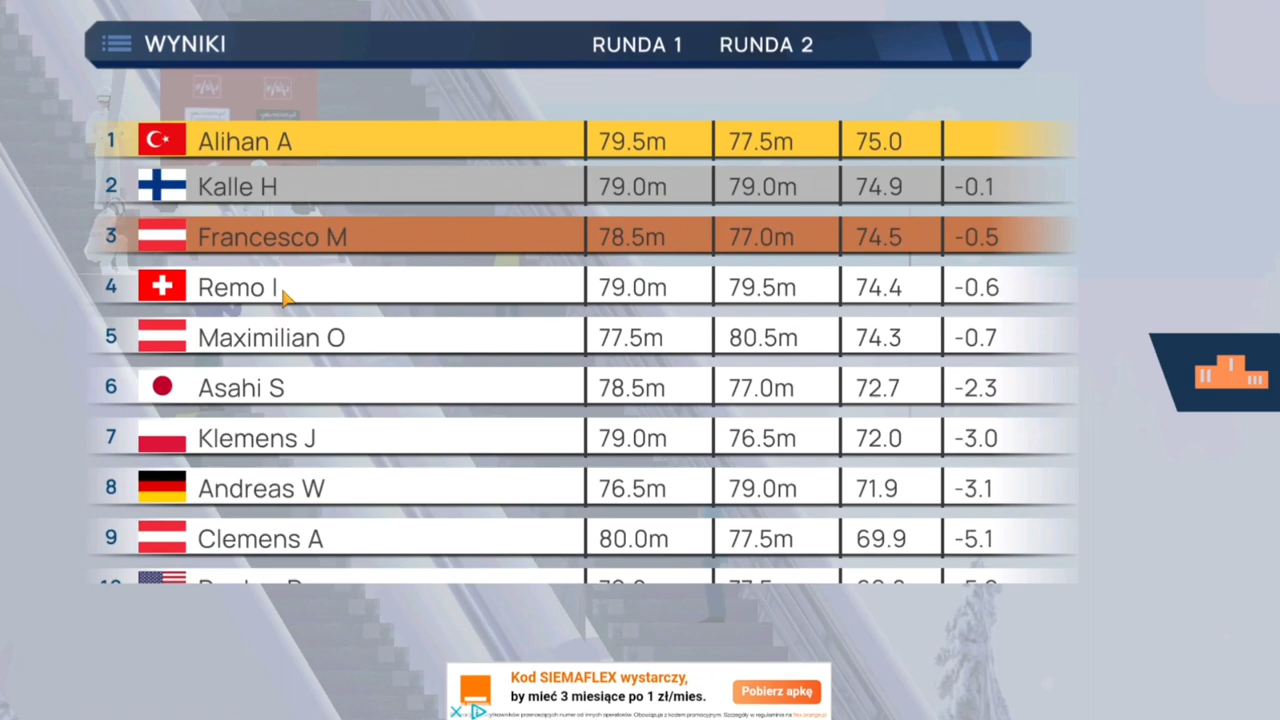 WYNIKI RUNDA 1 RUNDA 2
1 Alihan A 79.5m 77.5m 75.0
2 Kalle H 79.0m 79.0m 74.9 -0.1
3 Francesco M 78.5m 77.0m 74.5 -0.5
4 Remo I 79.0m 79.5m 74.4 -0.6
5 Maximilian O 77.5m 80.5m 74.3 -0.7
6 Asahi S 78.5m 77.0m 72.7 -2.3
7 Klemens J 79.0m 76.5m 72.0 -3.0
8 Andreas W 76.5m 79.0m 71.9 -3.1
9 Clemens A 80.0m 77.5m 69.9 -5.1
II I III
Kod SIEMAFLEX wystarczy,
by mieć 3 miesiące po 1 zł/mies.
Pobierz apkę